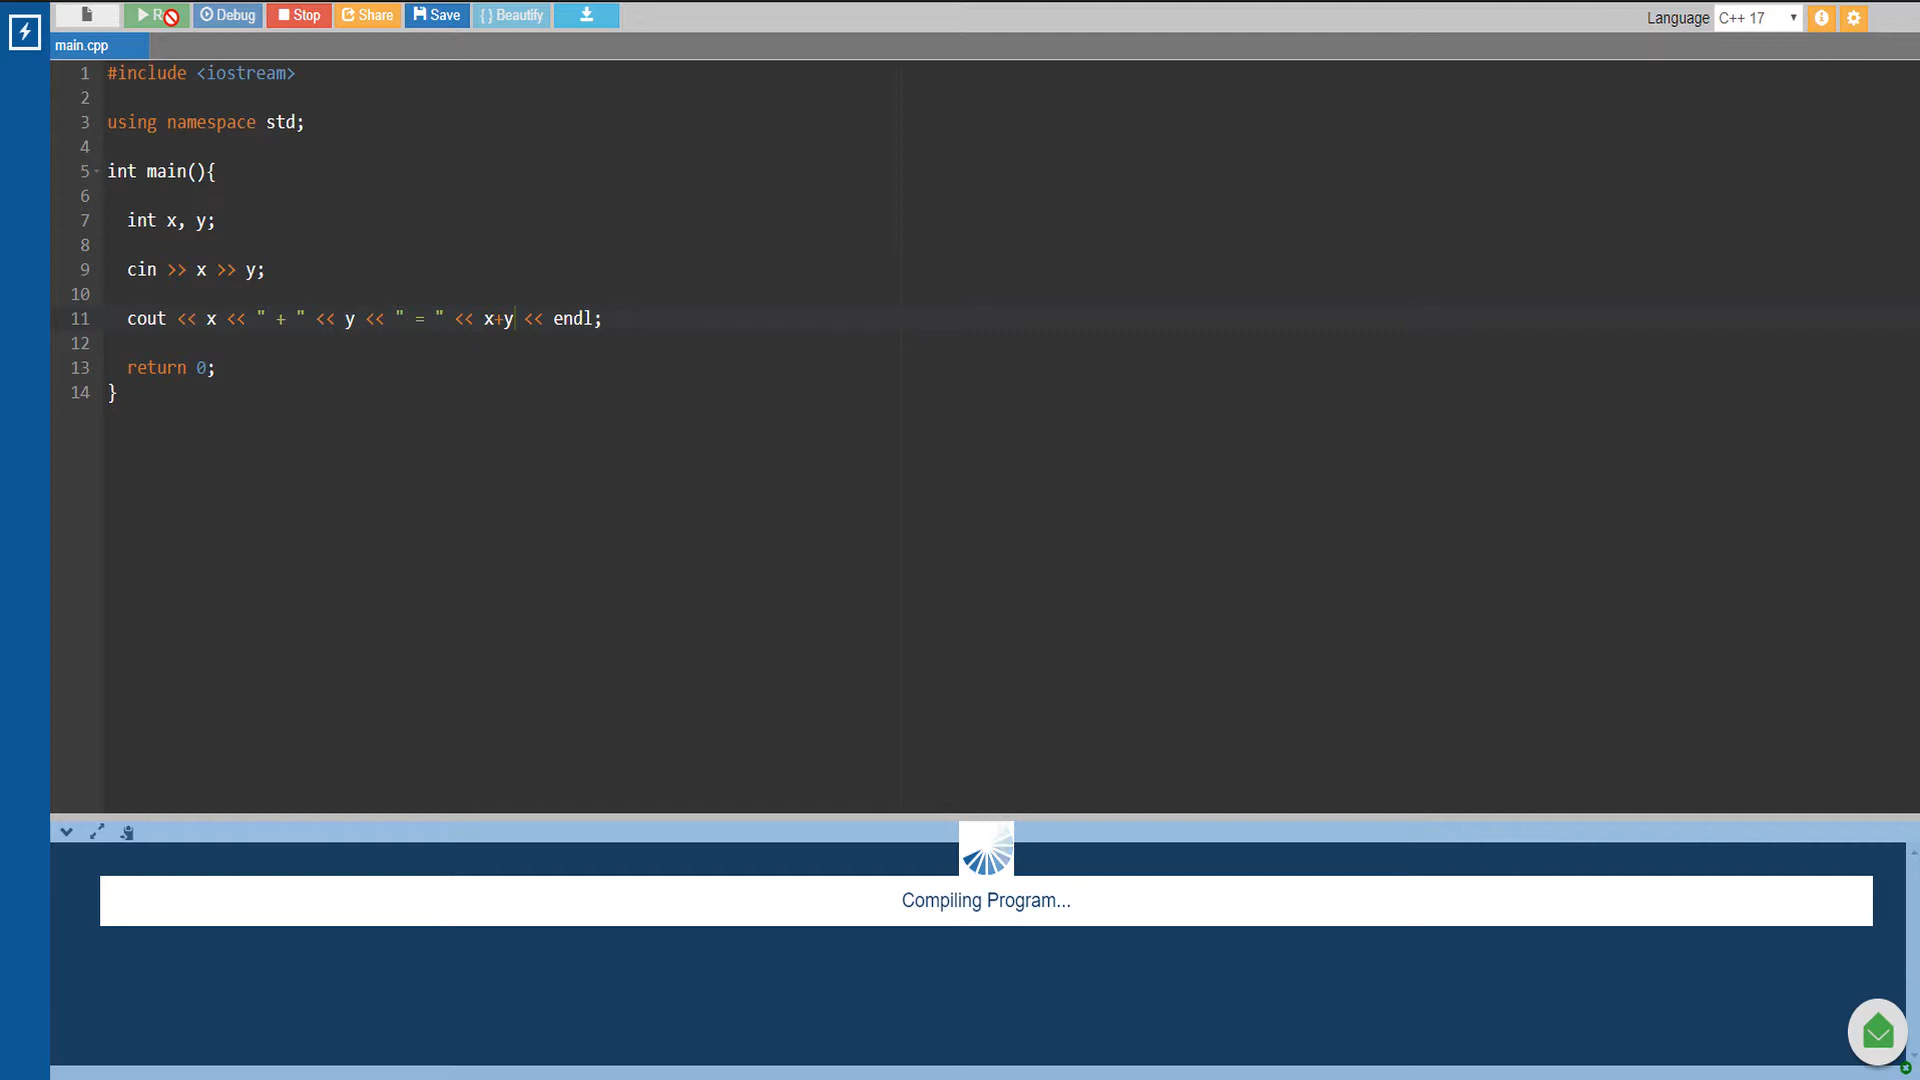 Debug Stop Share Save { } Beautify Language C++ 17
main.cpp
1 #include <iostream>
2
3 using namespace std;
4
5 int main(){
6
7 int x, y;
8
9 cin >> x >> y;
10
11 cout << x << " + " << y << " = " << x+y << endl;
12
13 return 0;
14 }
Compiling Program...